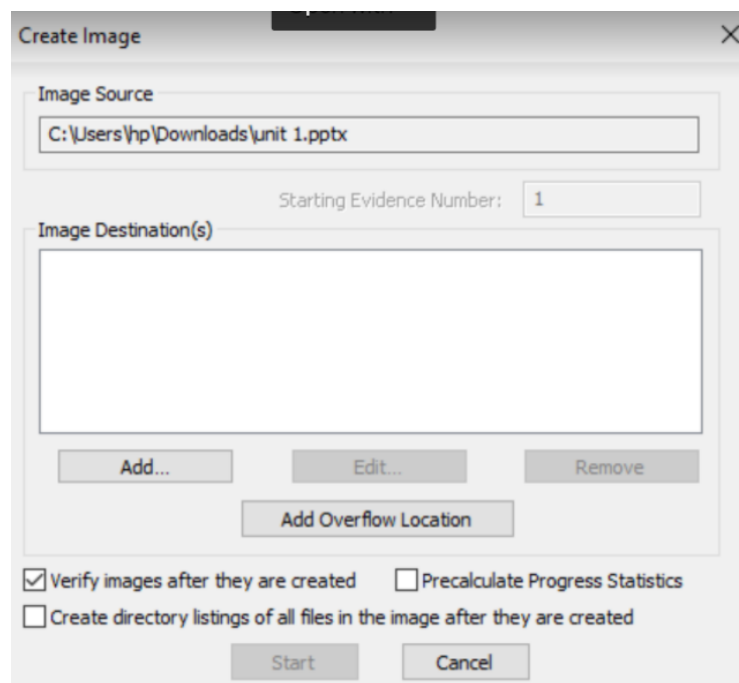 Create Image
Image Source
C:\Users\hp\Downloads\unit 1.pptx
Starting Evidence Number: 1
Image Destination(s)
Add... Edit... Remove
Add Overflow Location
Verify images after they are created Precalculate Progress Statistics
Create directory listings of all files in the image after they are created
Start Cancel